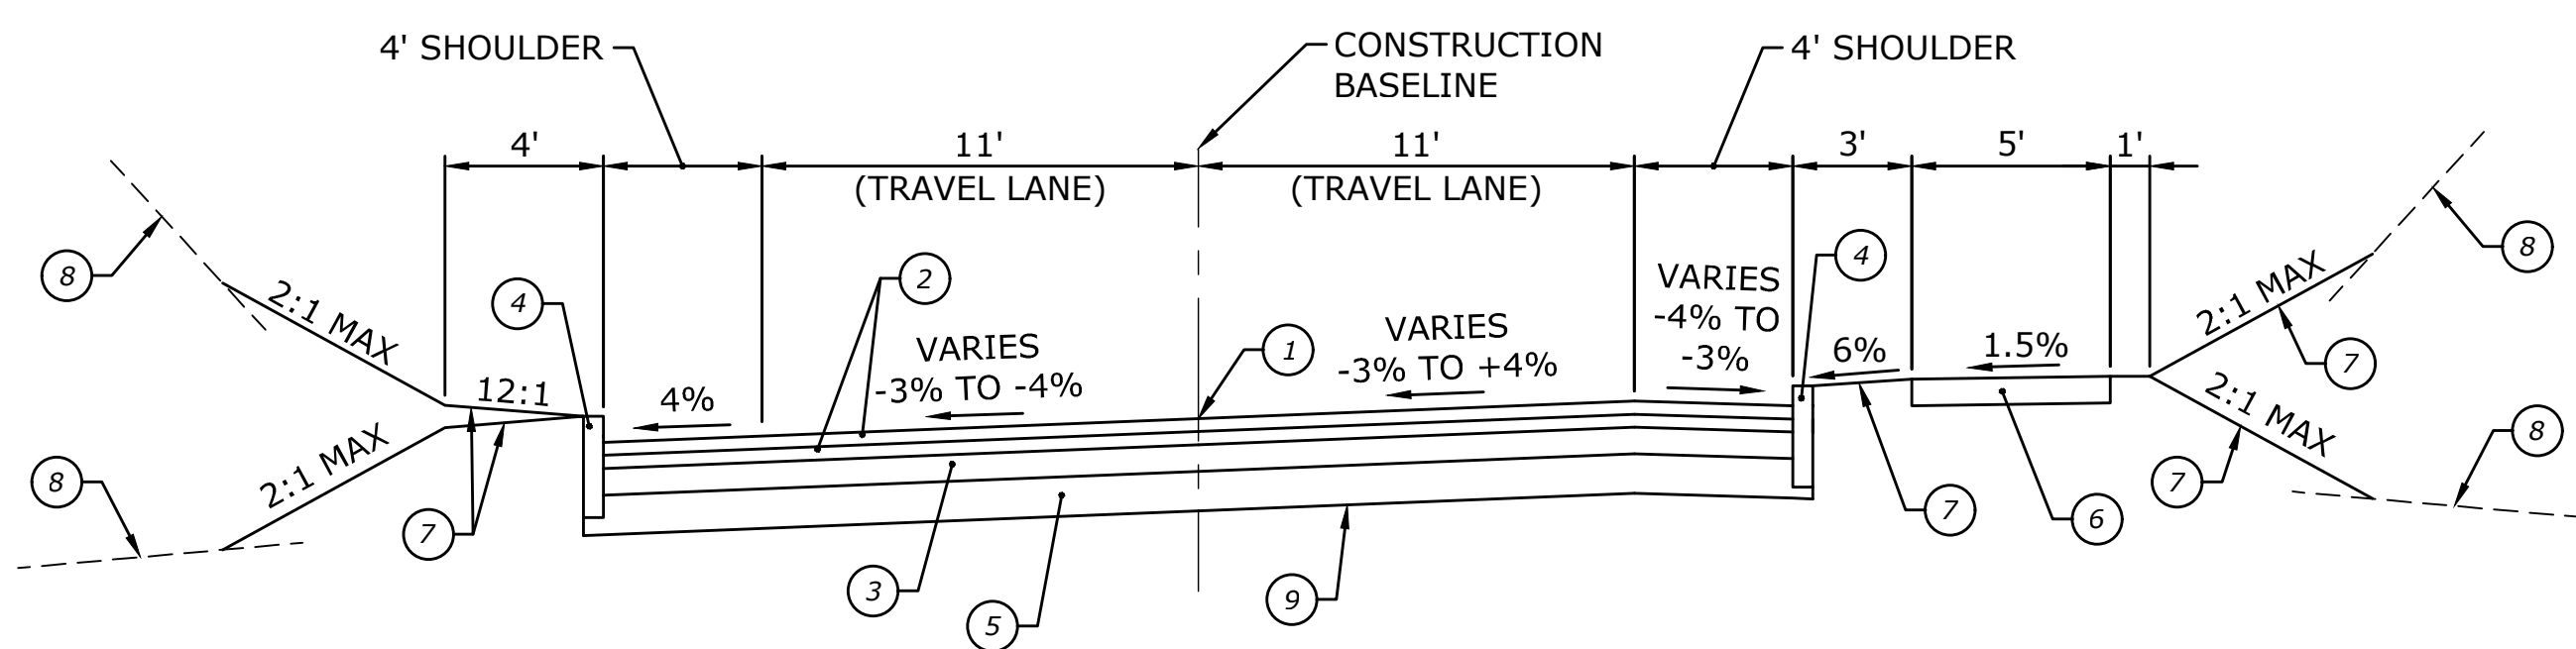 4' SHOULDER
CONSTRUCTION
BASELINE
4' SHOULDER
4'
11'
11'
3'
5'
1'
(TRAVEL LANE)
(TRAVEL LANE)
8
2:1 MAX
4
2
VARIES
-3% TO -4%
1
VARIES
-3% TO +4%
VARIES
-4% TO
-3%
4
6%
1.5%
2:1 MAX
8
7
12:1
4%
2:1 MAX
8
7
3
5
9
7
6
7
2:1 MAX
8